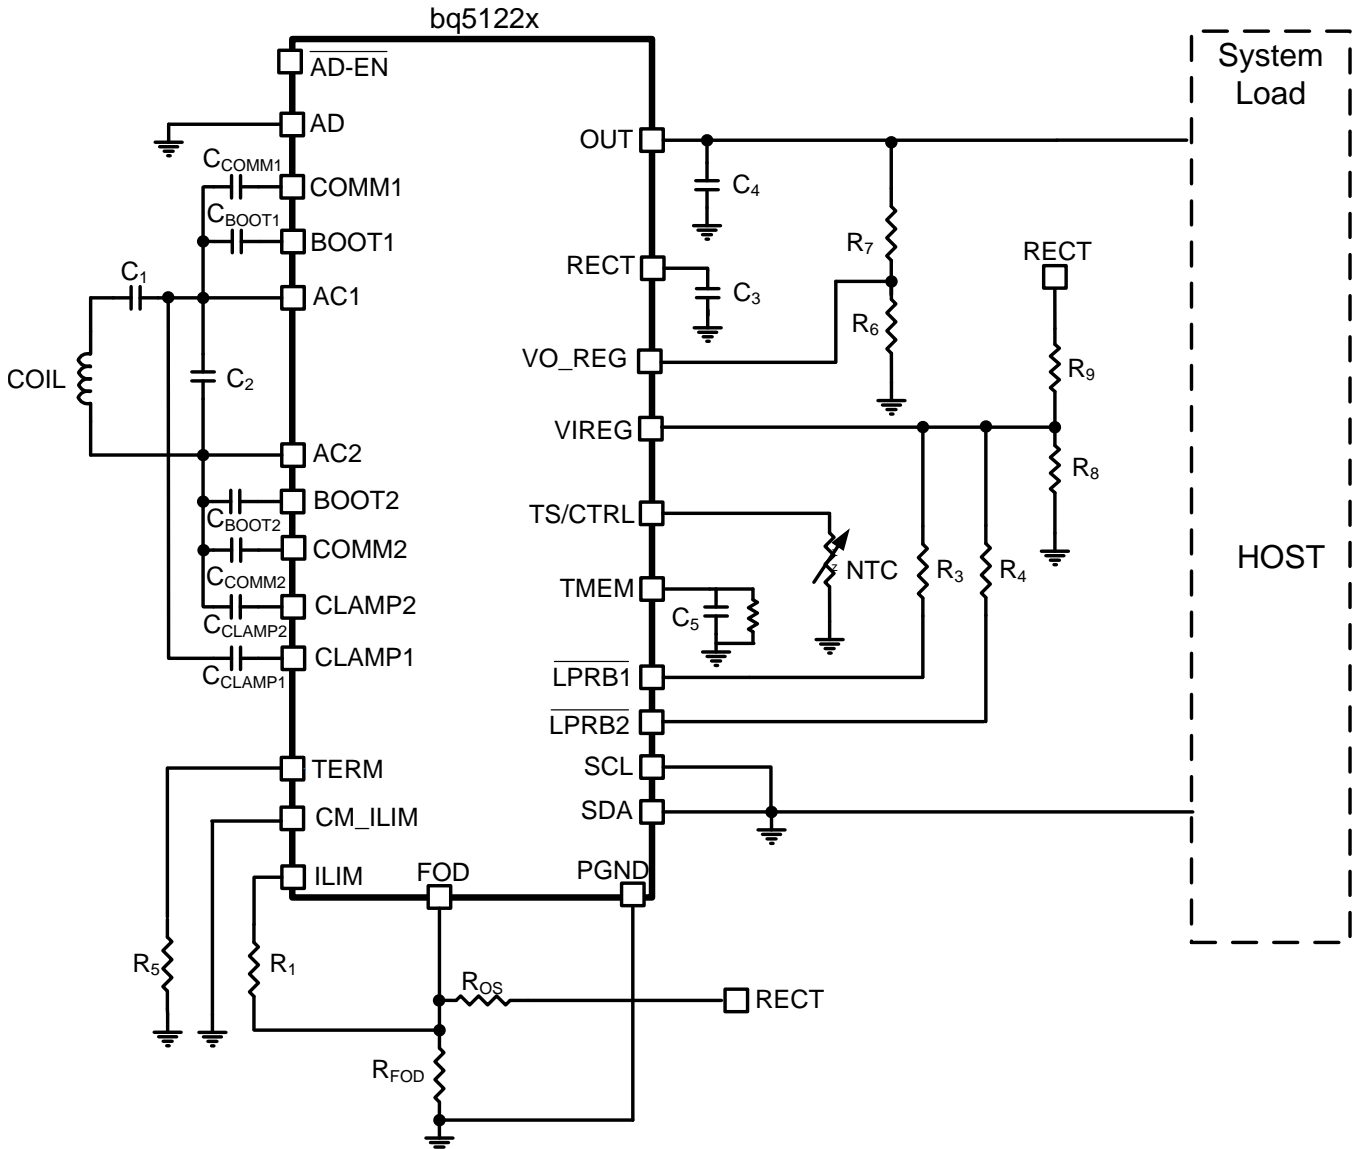 bq5122x
System
Load
AD-EN
AD
OUT
CCOMM1
COMM1
C4
CBOOT1
BOOT1
R7
RECT
RECT
C1
AC1
C3
R6
VO_REG
R9
COIL
C2
VIREG
AC2
R8
BOOT2
TS/CTRL
CBOOT2
COMM2
HOST
NTC
R3
R4
CCOMM2
TMEM
CLAMP2
C5
CCLAMP2
CLAMP1
CCLAMP1
LPRB1
LPRB2
TERM
SCL
CM_ILIM
SDA
ILIM
FOD
PGND
R5
R1
ROS
RECT
RFOD